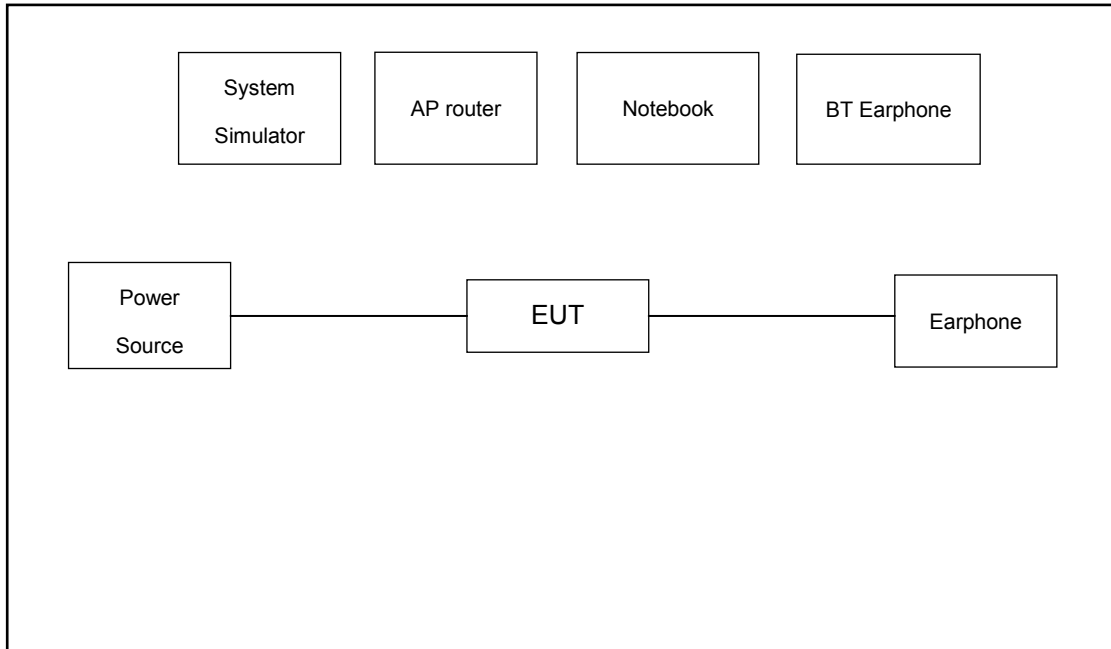 System
Simulator
AP router
Notebook
BT Earphone
Power
Source
EUT
Earphone